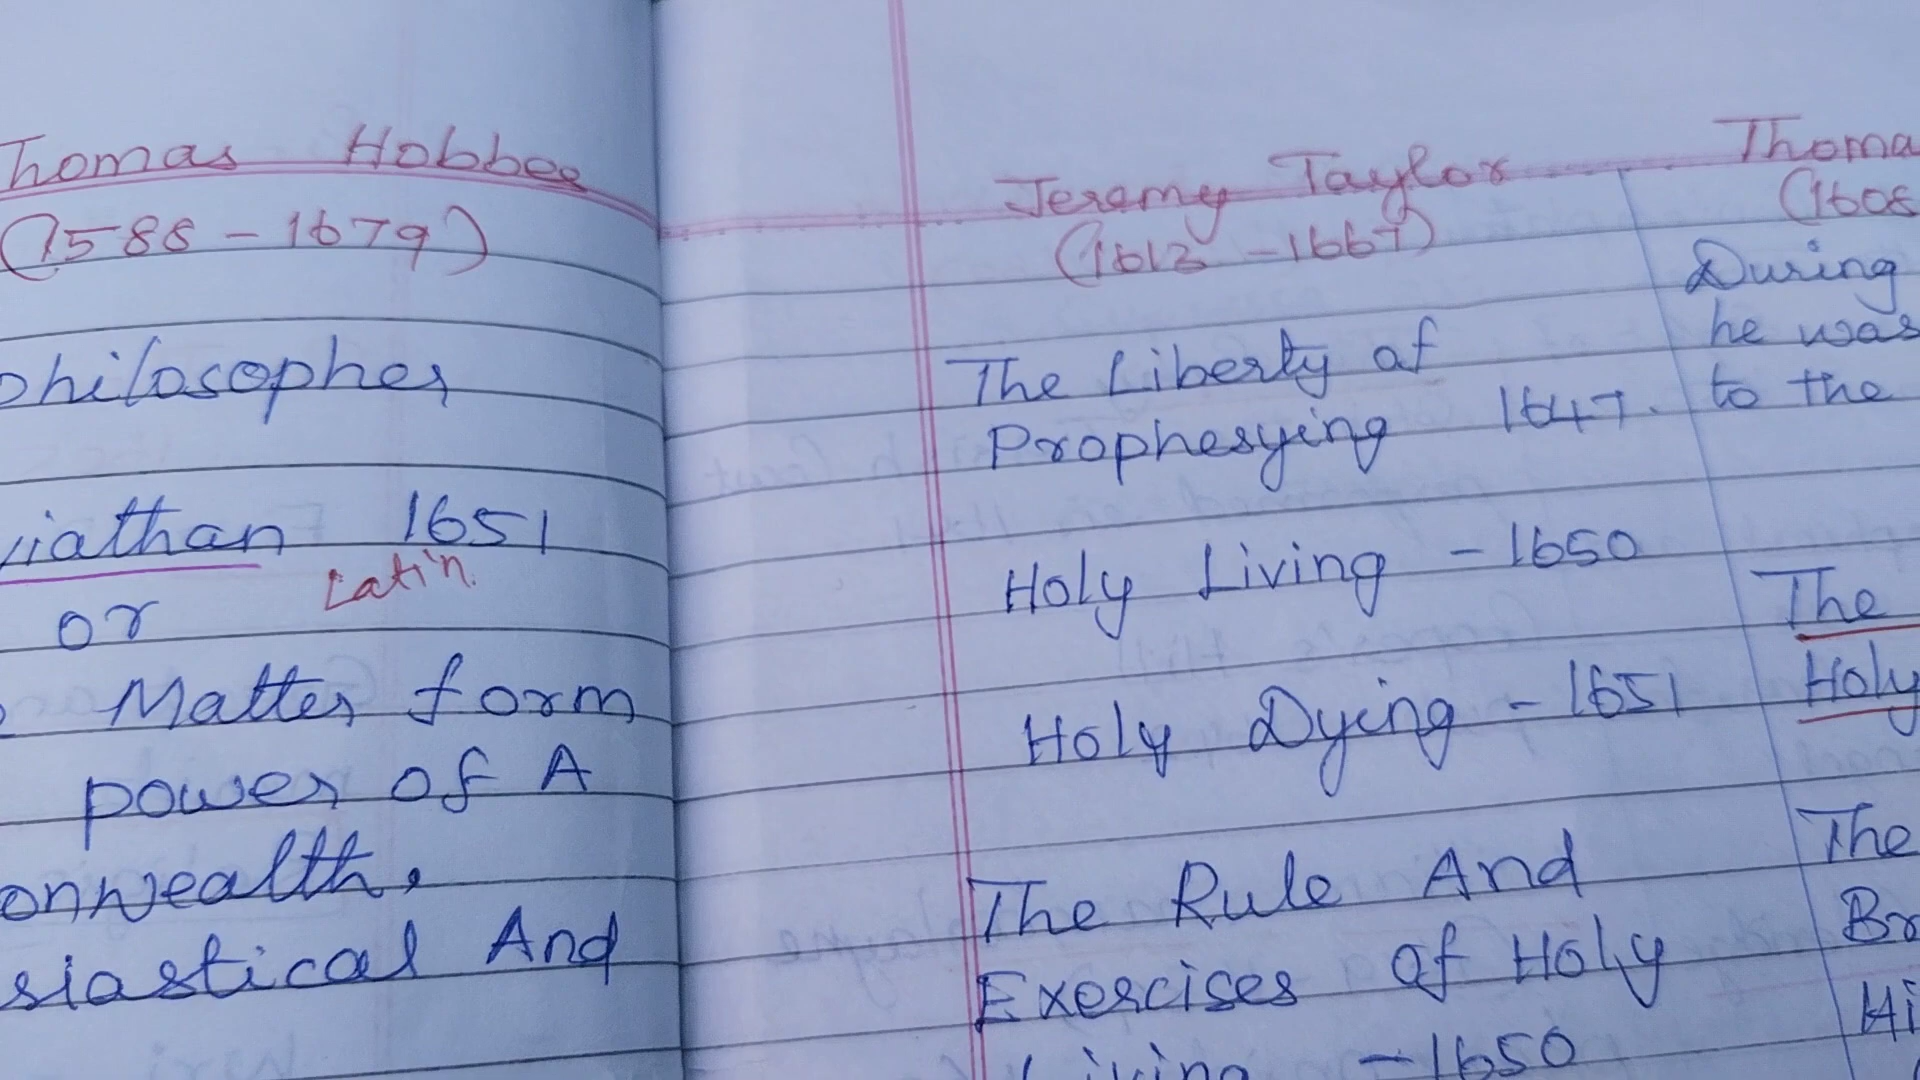 Thomas Hobbes
(1588 - 1679)
philosopher
viathan 1651
Latin.
or
Matter form
power of A
onwealth.
siastical And
Jeremy Taylor
(1613 - 1667)
The Liberty of
Prophesying 1647.
Holy Living - 1650
Holy Dying - 1651
The Rule And
Exercises of Holy
Living - 1650
Thoma
(1605
During
he was
to the
The
Holy
The
Br
Hi